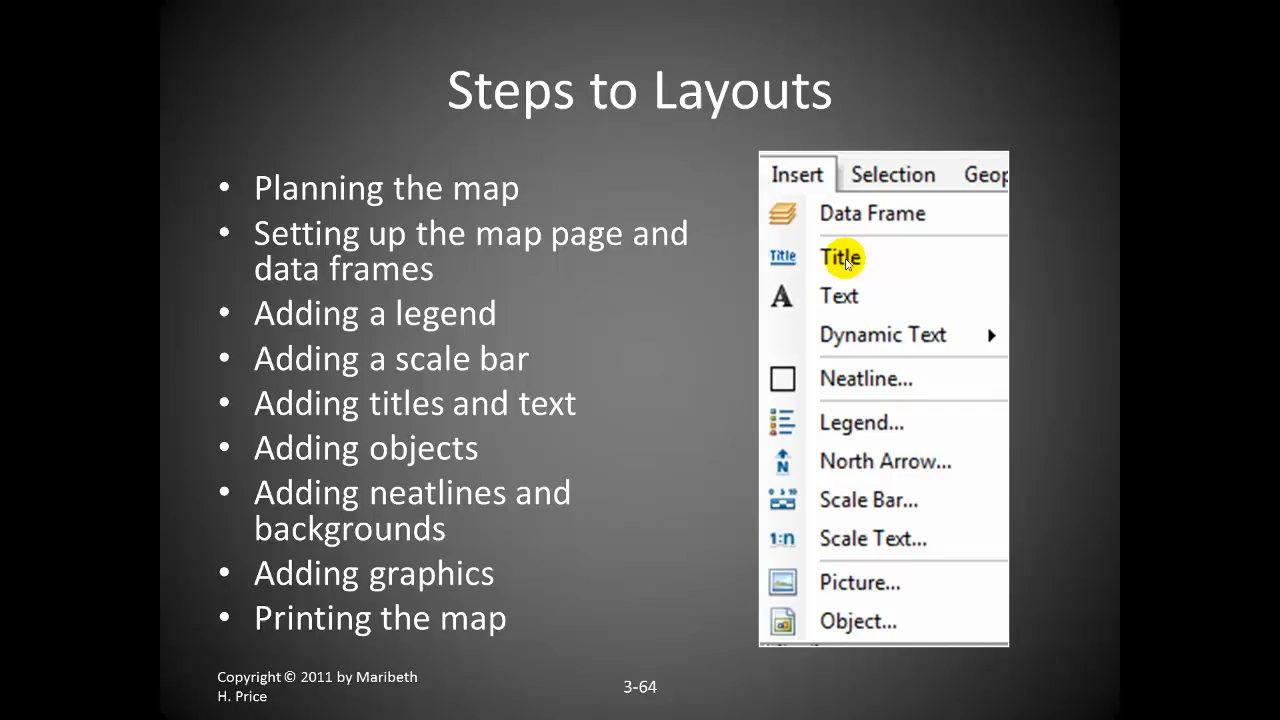 Steps to Layouts
• Planning the map
• Setting up the map page and
data frames
• Adding a legend
• Adding a scale bar
• Adding titles and text
• Adding objects
• Adding neatlines and
backgrounds
• Adding graphics
• Printing the map
Insert Selection Geop
Data Frame
Title Title
A Text
Dynamic Text
Neatline...
Legend...
N North Arrow...
0 5 10 Scale Bar...
1:n Scale Text...
Picture...
Object...
Copyright © 2011 by Maribeth
H. Price
3-64